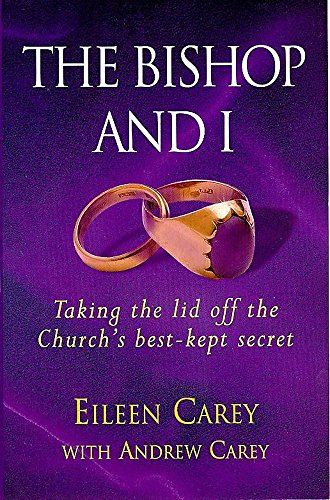 THE BISHOP
AND I
Taking the lid off the
Church's best-kept secret
EILEEN CAREY
WITH ANDREW CAREY